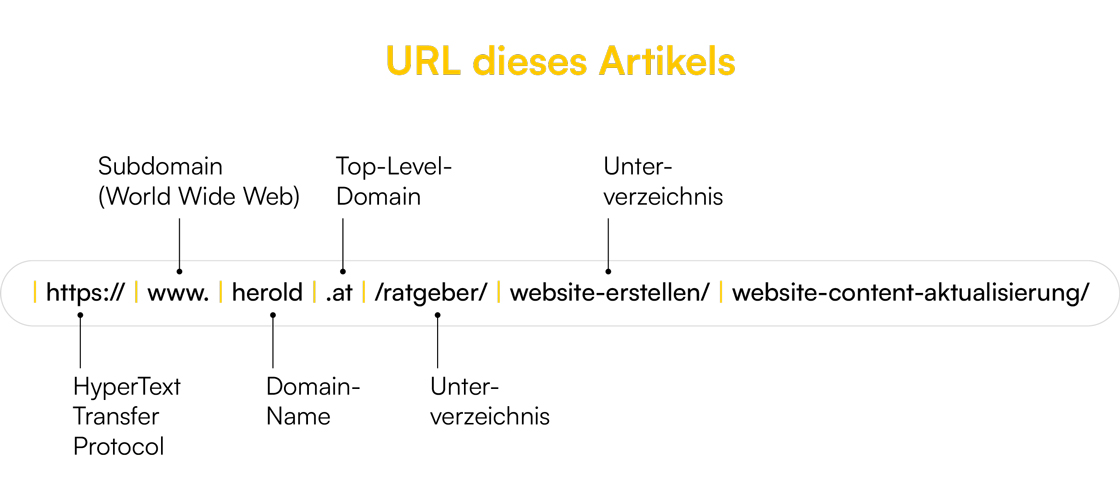 URL dieses Artikels
Subdomain
(World Wide Web)
Top-Level-
Domain
Unter-
verzeichnis
https:// www. herold .at /ratgeber/ website-erstellen/ website-content-aktualisierung/
HyperText
Transfer
Protocol
Domain-
Name
Unter-
verzeichnis